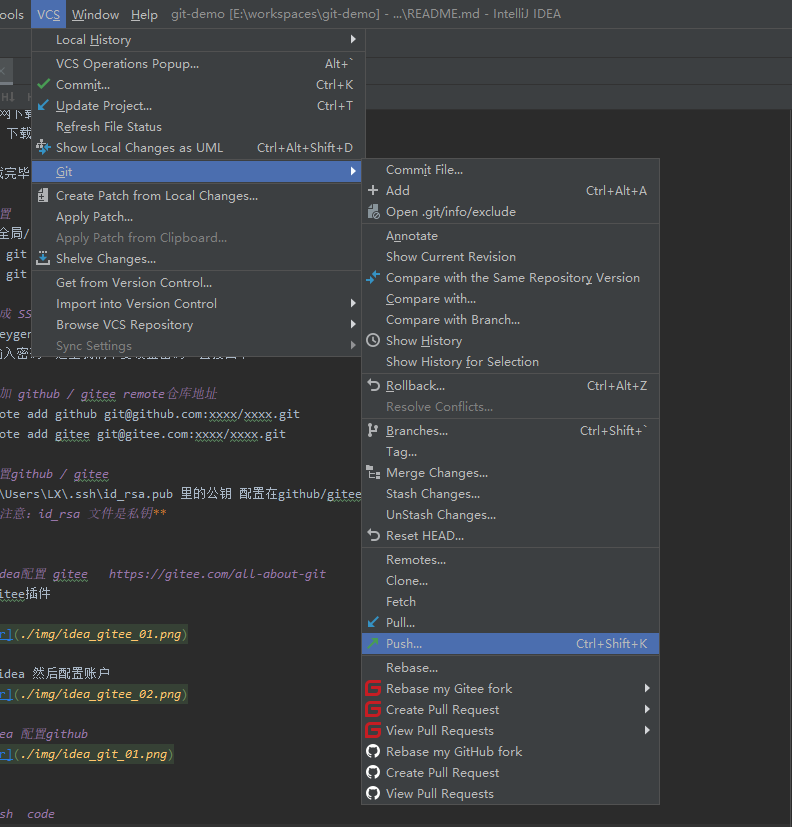 ools VCS Window Help git-demo [E:\workspaces\git-demo] - ...\README.md - IntelliJ IDEA
Local History
VCS Operations Popup... Alt+`
Commit... Ctrl+K
Update Project... Ctrl+T
Refresh File Status
Show Local Changes as UML Ctrl+Alt+Shift+D
Git
Create Patch from Local Changes...
Apply Patch...
Apply Patch from Clipboard...
Shelve Changes...
Get from Version Control...
Import into Version Control
Browse VCS Repository
Sync Settings
Commit File...
Add Ctrl+Alt+A
Open .git/info/exclude
Annotate
Show Current Revision
Compare with the Same Repository Version
Compare with...
Compare with Branch...
Show History
Show History for Selection
Rollback... Ctrl+Alt+Z
Resolve Conflicts...
Branches... Ctrl+Shift+`
Tag...
Merge Changes...
Stash Changes...
UnStash Changes...
Reset HEAD...
Remotes...
Clone...
Fetch
Pull...
Push... Ctrl+Shift+K
Rebase...
Rebase my Gitee fork
Create Pull Request
View Pull Requests
Rebase my GitHub fork
Create Pull Request
View Pull Requests
下载
完毕
置
全局/
git
git
成 SS
eyger
加 github / gitee remote仓库地址
ote add github git@github.com:xxxx/xxxx.git
ote add gitee git@gitee.com:xxxx/xxxx.git
置github / gitee
\Users\LX\.ssh\id_rsa.pub 里的公钥 配置在github/gitee
注意：id_rsa 文件是私钥**
dea配置 gitee https://gitee.com/all-about-git
itee插件
r](./img/idea_gitee_01.png)
idea 然后配置账户
r](./img/idea_gitee_02.png)
ea 配置github
r](./img/idea_git_01.png)
sh code